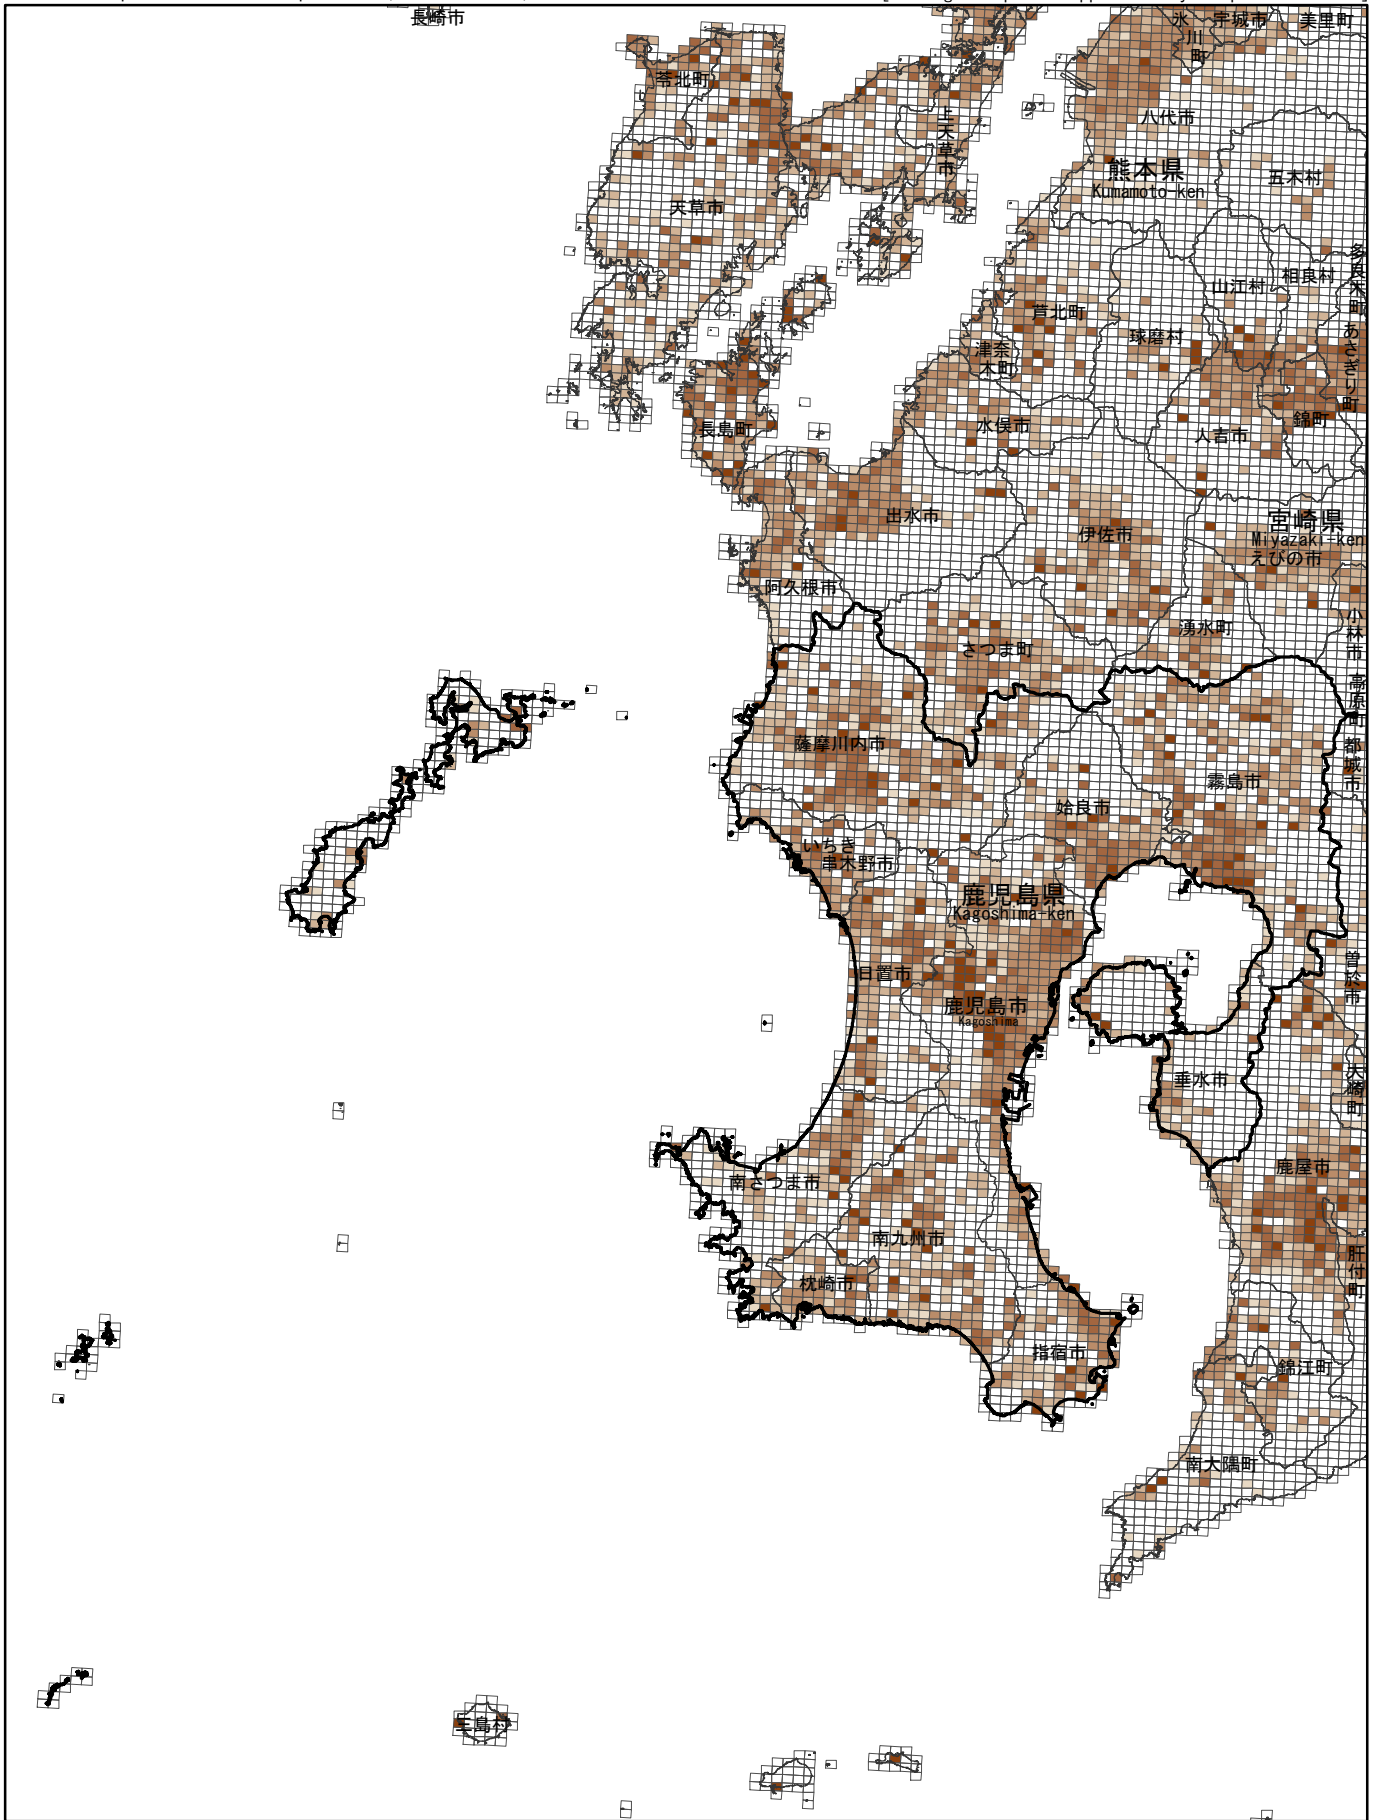 長崎市
氷川町
宇城市
美里町
苓北町
上天草市
八代市
熊本県
Kumamoto-ken
五木村
天草市
多良木町
相良村
山江村
芦北町
球磨村
あさぎり町
津奈木町
長島町
水俣市
人吉市
錦町
出水市
伊佐市
宮崎県
Miyazaki-ken
えびの市
阿久根市
湧水町
小林市
さつま町
高原町
薩摩川内市
都城市
霧島市
姶良市
いちき
串木野市
鹿児島県
Kagoshima-ken
日置市
曽於市
鹿児島市
Kagoshima
垂水市
大崎町
鹿屋市
南さつま市
南九州市
肝付町
枕崎市
指宿市
錦江町
南大隅町
三島村